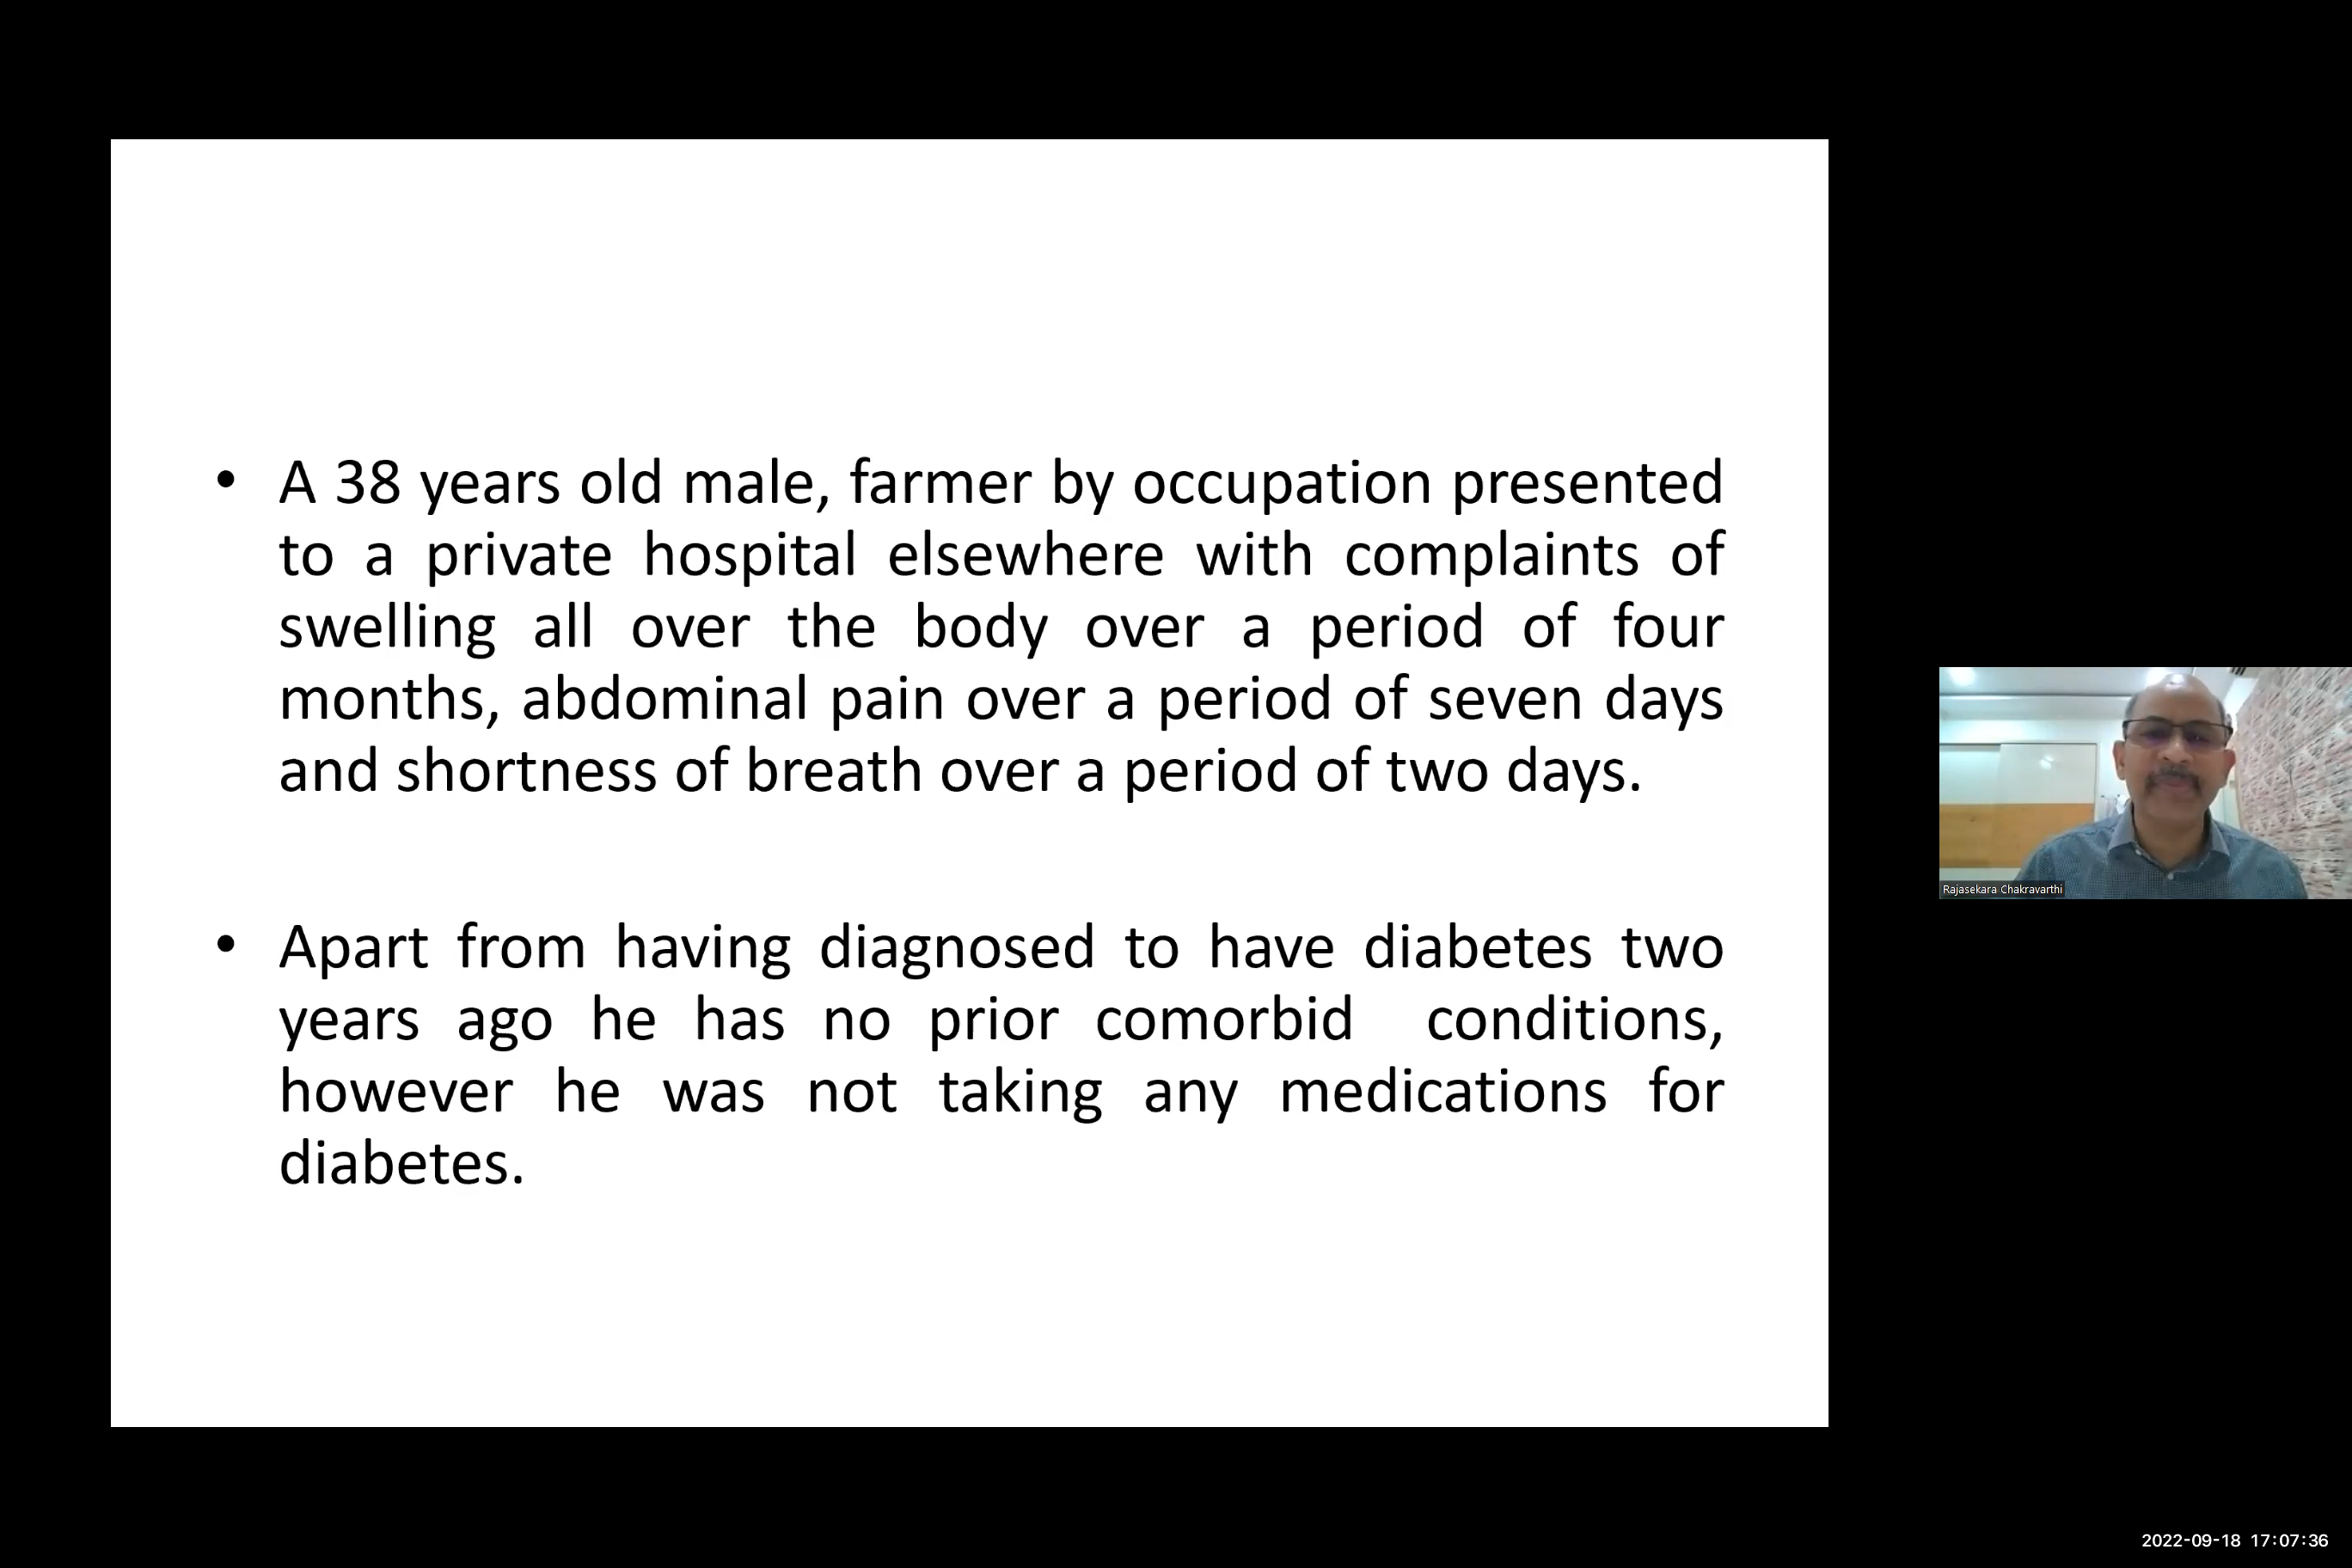 • A 38 years old male, farmer by occupation presented
to a private hospital elsewhere with complaints of
swelling all over the body over a period of four
months, abdominal pain over a period of seven days
and shortness of breath over a period of two days.
• Apart from having diagnosed to have diabetes two
years ago he has no prior comorbid conditions,
however he was not taking any medications for
diabetes.
Rajasekara Chakravarthi
2022-09-18 17:07:36